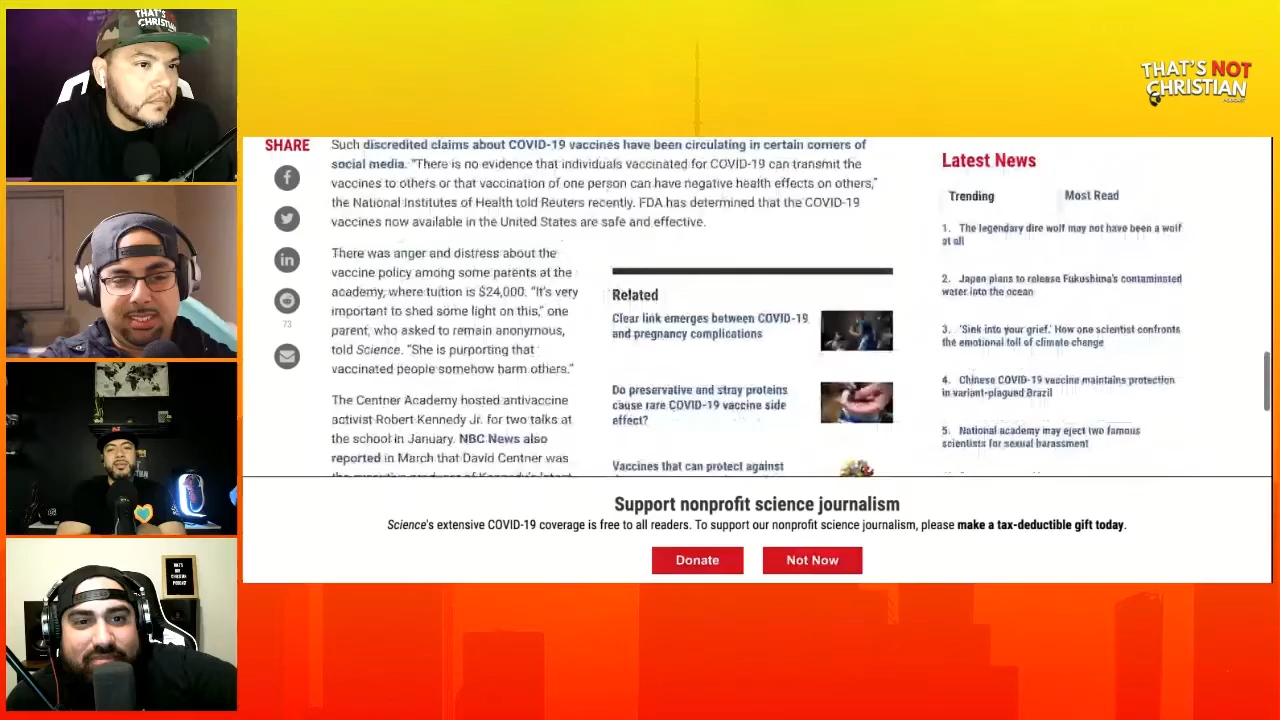 THAT'S NOT
CHRISTIAN
THAT'S NOT
CHRISTIAN
PODCAST
SHARE
73
Such discredited claims about COVID-19 vaccines have been circulating in certain corners of
social media. "There is no evidence that individuals vaccinated for COVID-19 can transmit the
vaccines to others or that vaccination of one person can have negative health effects on others,"
the National Institutes of Health told Reuters recently. FDA has determined that the COVID-19
vaccines now available in the United States are safe and effective.
There was anger and distress about the
vaccine policy among some parents at the
academy, where tuition is $24,000. "It's very
important to shed some light on this," one
parent, who asked to remain anonymous,
told Science. "She is purporting that
vaccinated people somehow harm others."
The Centner Academy hosted antivaccine
activist Robert Kennedy Jr. for two talks at
the school in January. NBC News also
reported in March that David Centner was
Related
Clear link emerges between COVID-19
and pregnancy complications
Do preservative and stray proteins
cause rare COVID-19 vaccine side
effect?
Vaccines that can protect against
Latest News
Trending
Most Read
1. The legendary dire wolf may not have been a wolf
at all
2. Japan plans to release Fukushima's contaminated
water into the ocean
3. 'Sink into your grief.' How one scientist confronts
the emotional toll of climate change
4. Chinese COVID-19 vaccine maintains protection
in variant-plagued Brazil
5. National academy may eject two famous
scientists for sexual harassment
Support nonprofit science journalism
Science's extensive COVID-19 coverage is free to all readers. To support our nonprofit science journalism, please make a tax-deductible gift today.
Donate
Not Now
THAT'S
NOT
CHRISTIAN
PODCAST